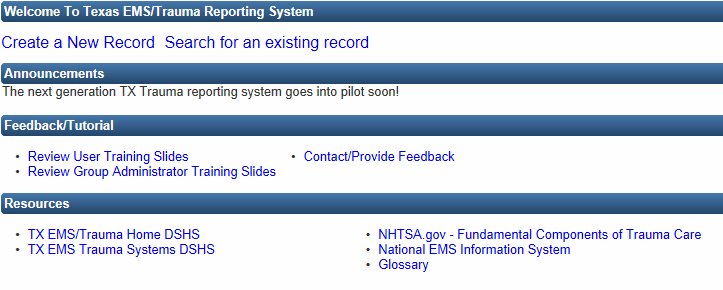 Welcome To Texas EMS/Trauma Reporting System
Create a New Record Search for an existing record
Announcements
The next generation TX Trauma reporting system goes into pilot soon!
Feedback/Tutorial
• Review User Training Slides
• Review Group Administrator Training Slides
• Contact/Provide Feedback
Resources
• TX EMS/Trauma Home DSHS
• TX EMS Trauma Systems DSHS
• NHTSA.gov - Fundamental Components of Trauma Care
• National EMS Information System
• Glossary